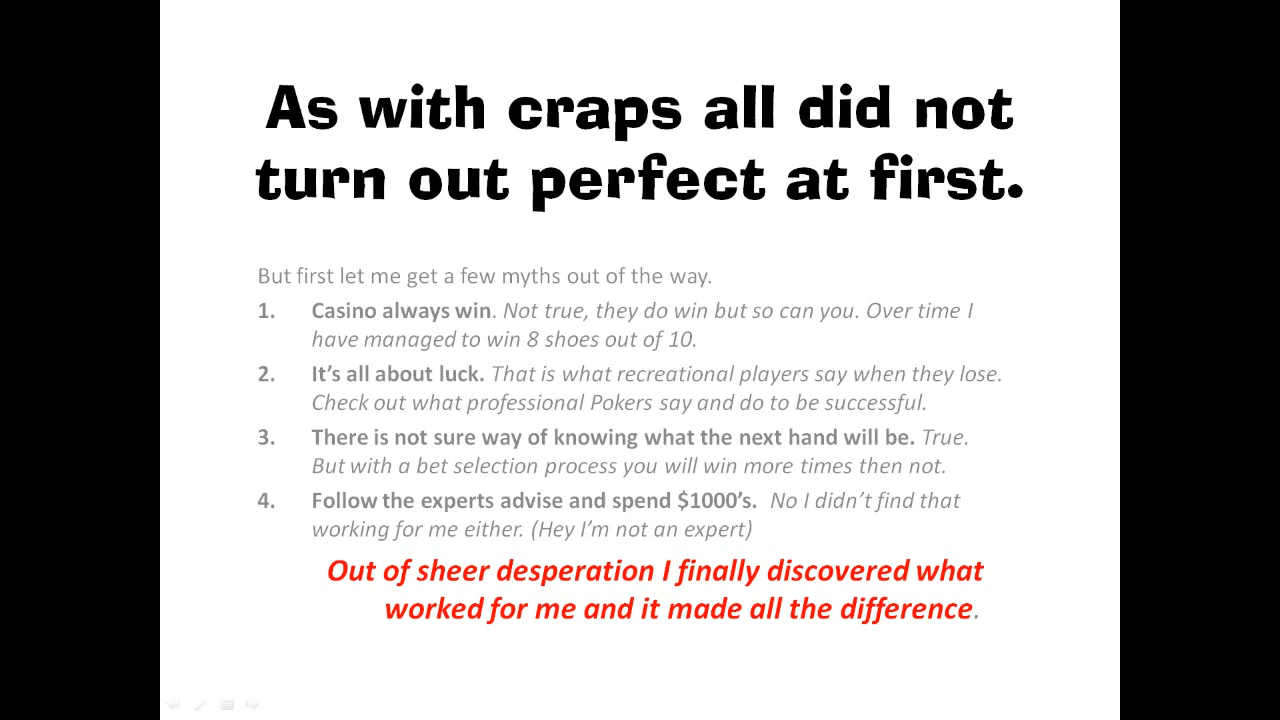 As with craps all did not
turn out perfect at first.
But first let me get a few myths out of the way.
1. Casino always win. Not true, they do win but so can you. Over time I
have managed to win 8 shoes out of 10.
2. It's all about luck. That is what recreational players say when they lose.
Check out what professional Pokers say and do to be successful.
3. There is not sure way of knowing what the next hand will be. True.
But with a bet selection process you will win more times then not.
4. Follow the experts advise and spend $1000's. No I didn't find that
working for me either. (Hey I'm not an expert)
Out of sheer desperation I finally discovered what
worked for me and it made all the difference.